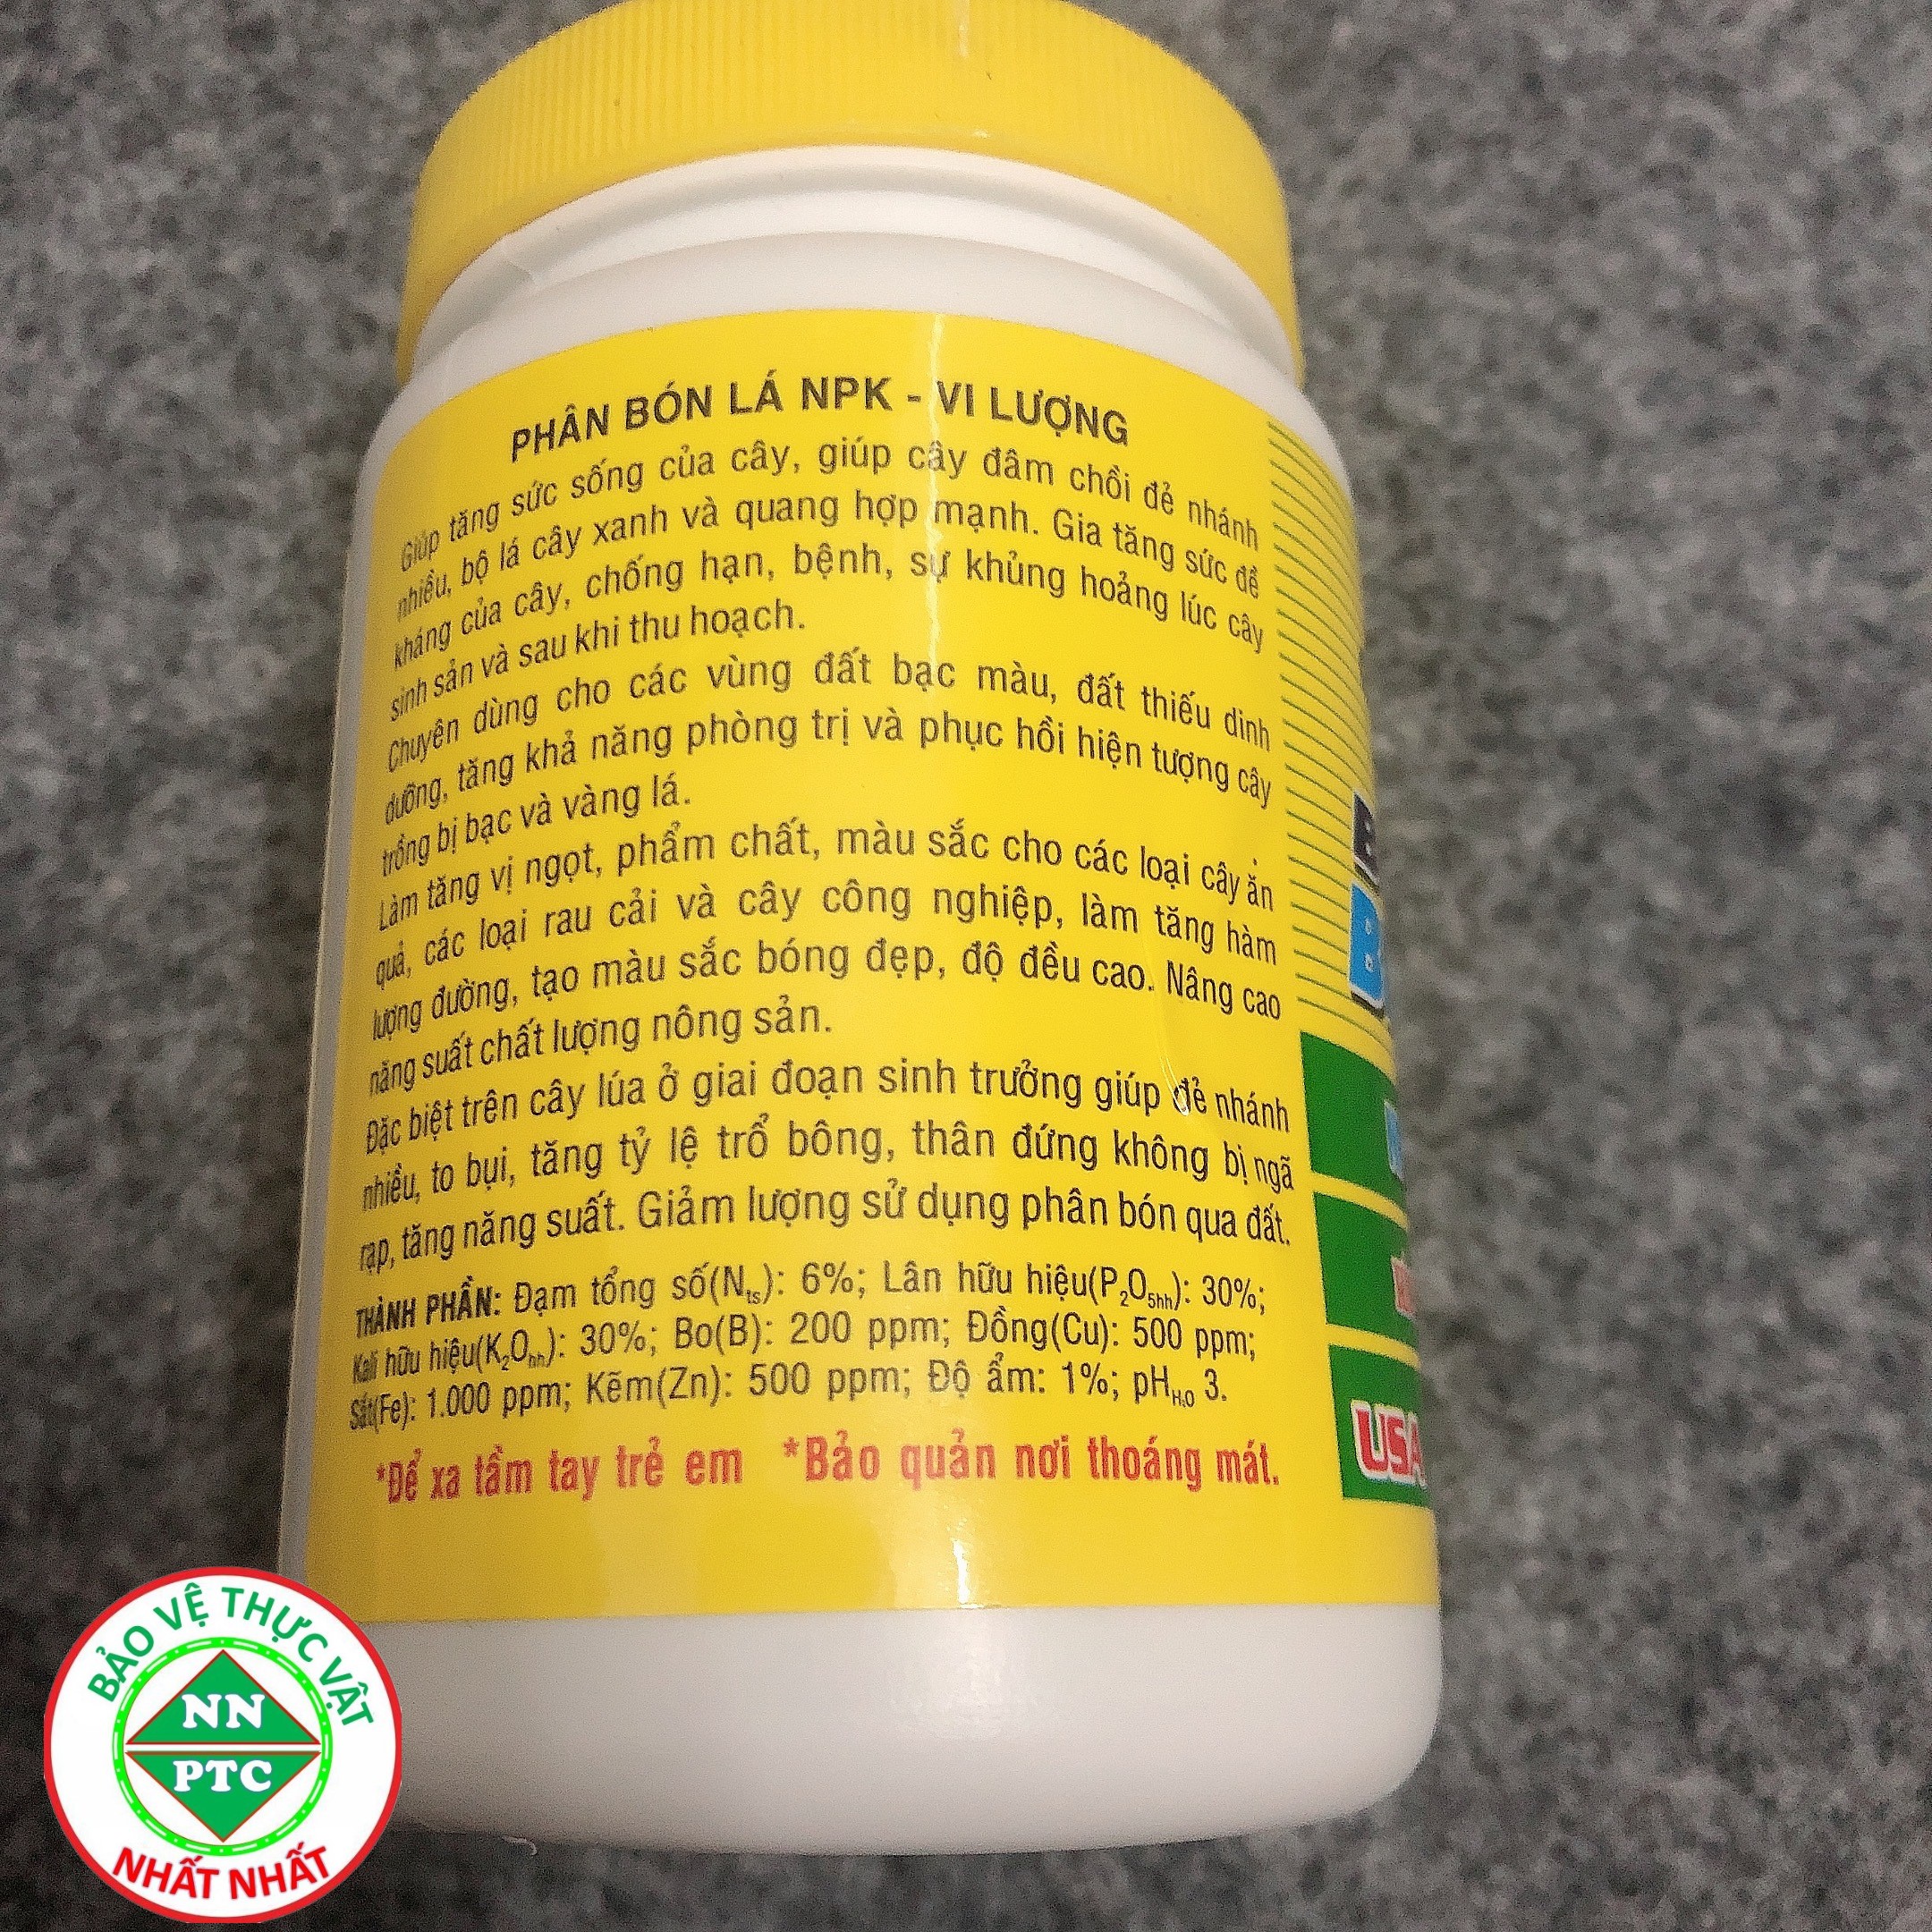 PHÂN BÓN LÁ NPK - VI LƯỢNG
Giúp tăng sức sống của cây, giúp cây đâm chồi đẻ nhánh
nhiều, bộ lá cây xanh và quang hợp mạnh. Gia tăng sức đề
kháng của cây, chống hạn, bệnh, sự khủng hoảng lúc cây
sinh sản và sau khi thu hoạch.
Chuyên dùng cho các vùng đất bạc màu, đất thiếu dinh
dưỡng, tăng khả năng phòng trị và phục hồi hiện tượng cây
trồng bị bạc và vàng lá.
Làm tăng vị ngọt, phẩm chất, màu sắc cho các loại cây ăn
quả, các loại rau cải và cây công nghiệp, làm tăng hàm
lượng đường, tạo màu sắc bóng đẹp, độ đều cao. Nâng cao
năng suất chất lượng nông sản.
Đặc biệt trên cây lúa ở giai đoạn sinh trưởng giúp đẻ nhánh
nhiều, to bụi, tăng tỷ lệ trổ bông, thân đứng không bị ngã
rạp, tăng năng suất. Giảm lượng sử dụng phân bón qua đất.
THÀNH PHẦN: Đạm tổng số(Nts): 6%; Lân hữu hiệu(P2O5hh): 30%;
Kali hữu hiệu(K2Ohh): 30%; Bo(B): 200 ppm; Đồng(Cu): 500 ppm;
Sắt(Fe): 1.000 ppm; Kẽm(Zn): 500 ppm; Độ ẩm: 1%; pHH2O 3.
*Để xa tầm tay trẻ em *Bảo quản nơi thoáng mát.
USA
BẢO VỆ THỰC VẬT
NN
PTC
NHẤT NHẤT